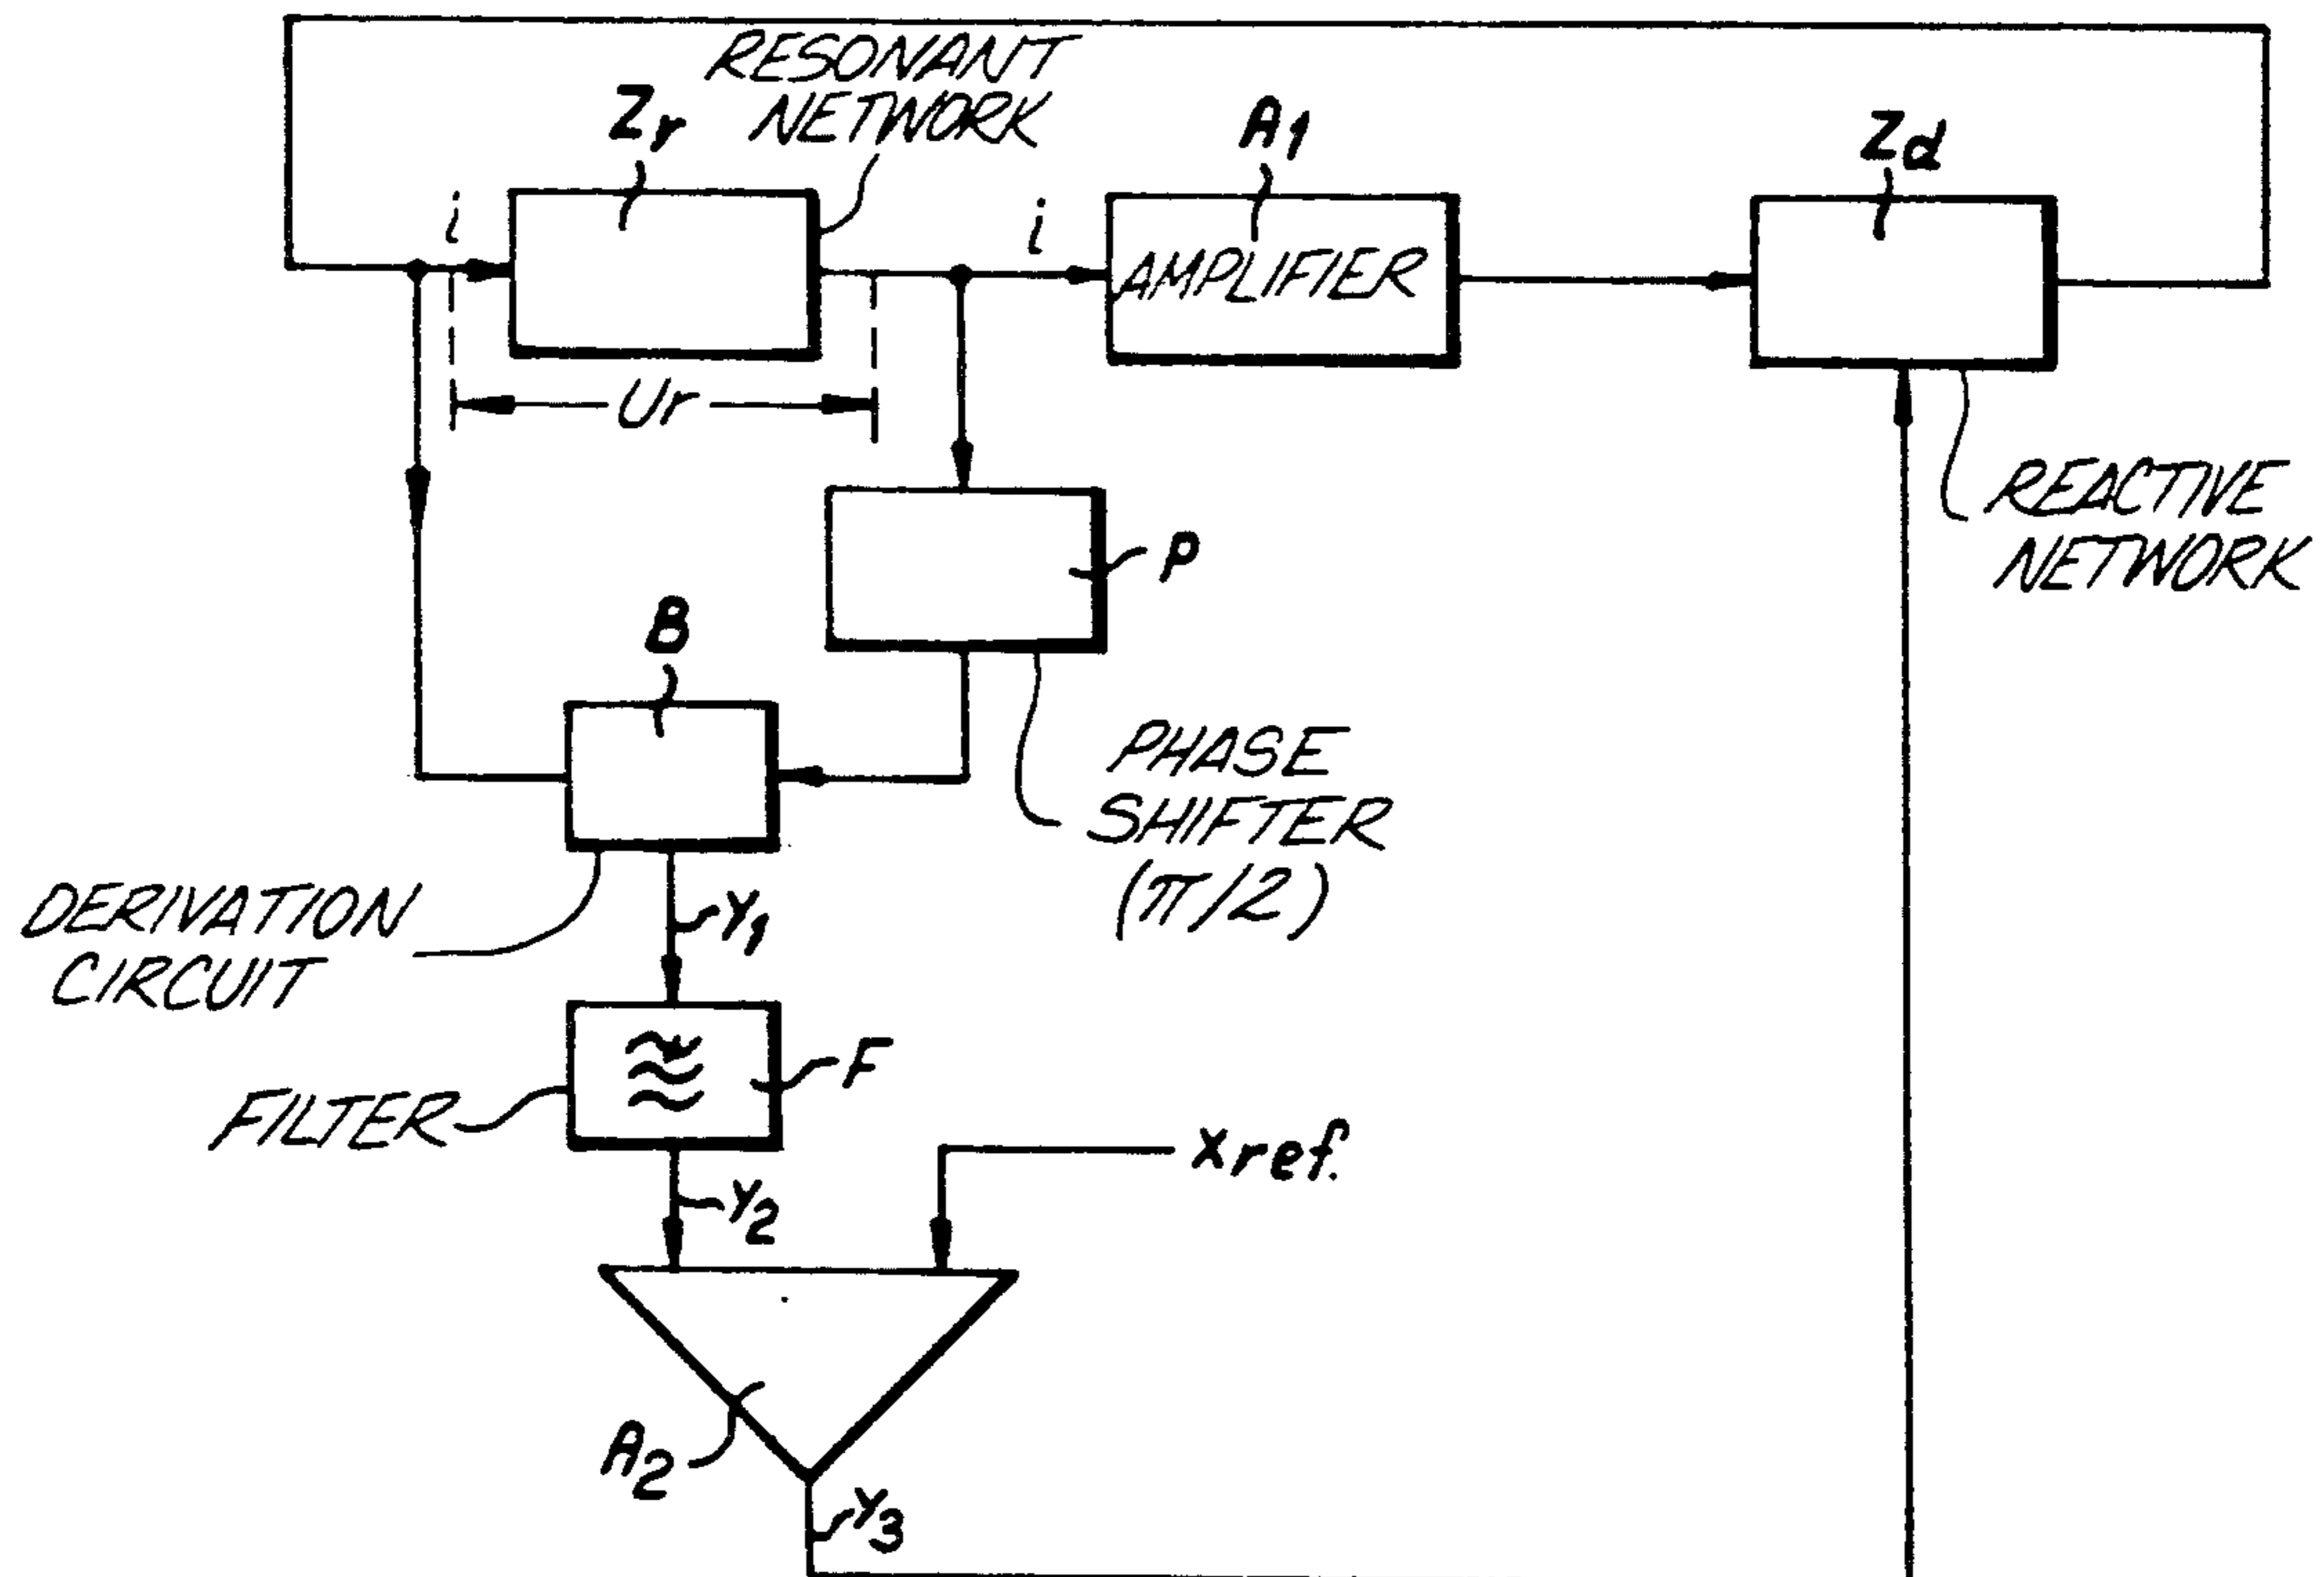 RESONANT
NETWORK
Zr
A1
Zd
i
i
AMPLIFIER
Ur
REACTIVE
NETWORK
P
B
PHASE
SHIFTER
(π/2)
DERIVATION
CIRCUIT
Y1
F
FILTER
Xref.
Y2
A2
Y3